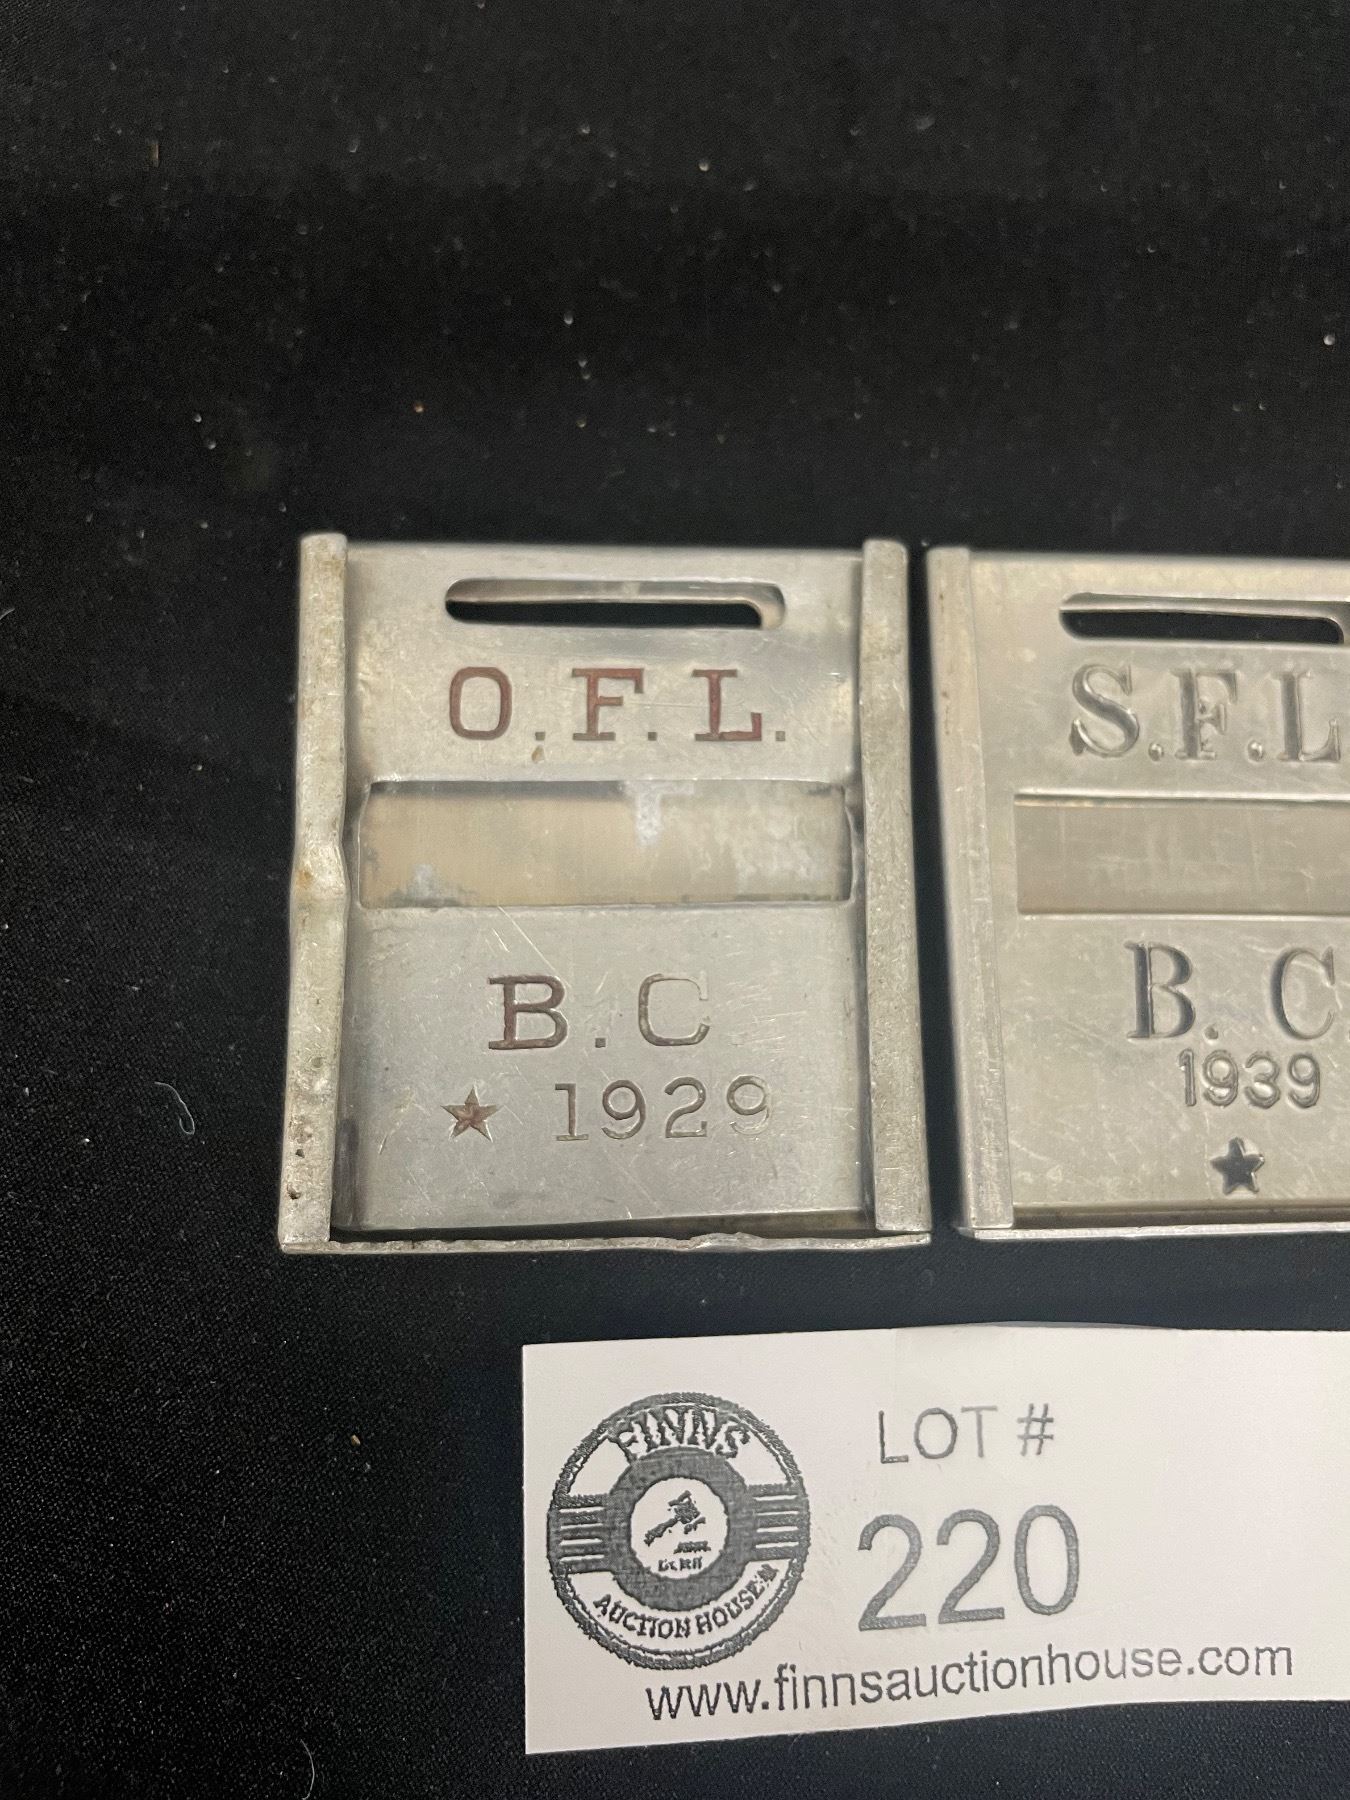 O.F.L.
B.C
★ 1929
S.F.L
B. C
1939
★
FINNS
AUCTION HOUSE
LOT #
220
www.finnsauctionhouse.com